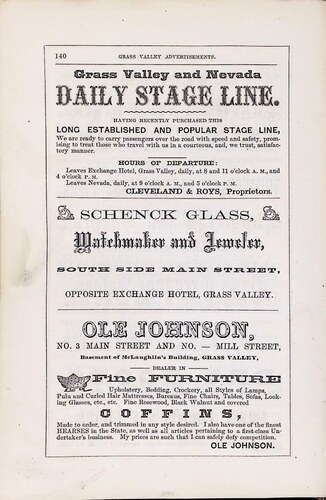 140 GRASS VALLEY ADVERTISEMENTS.
Grass Valley and Nevada
DAILY STAGE LINE.
HAVING RECENTLY PURCHASED THIS
LONG ESTABLISHED AND POPULAR STAGE LINE,
We are ready to carry passengers over the road with speed and safety, prom-
ising to treat those who travel with us in a courteous, and, we trust, satisfac-
tory manner.
HOURS OF DEPARTURE:
Leaves Exchange Hotel, Grass Valley, daily, at 8 and 11 o'clock A. M., and
4 o'clock P. M.
Leaves Nevada, daily, at 9 o'clock A. M., and 5 o'clock P. M.
CLEVELAND & ROYS, Proprietors.
SCHENCK GLASS,
Watchmaker and Jeweler,
SOUTH SIDE MAIN STREET,
OPPOSITE EXCHANGE HOTEL, GRASS VALLEY.
OLE JOHNSON,
NO. 3 MAIN STREET AND NO. — MILL STREET,
Basement of McLaughlin's Building, GRASS VALLEY,
DEALER IN
Fine FURNITURE
Upholstery, Bedding, Crockery, all Styles of Lamps,
Pulu and Curled Hair Mattresses, Bureaus, Fine Chairs, Tables, Sofas, Look-
ing Glasses, etc., etc. Fine Rosewood, Black Walnut and covered
COFFINS,
Made to order, and trimmed in any style desired. I also have one of the finest
HEARSES in the State, as well as all articles pertaining to a first-class Un-
dertaker's business. My prices are such that I can safely defy competition.
OLE JOHNSON.